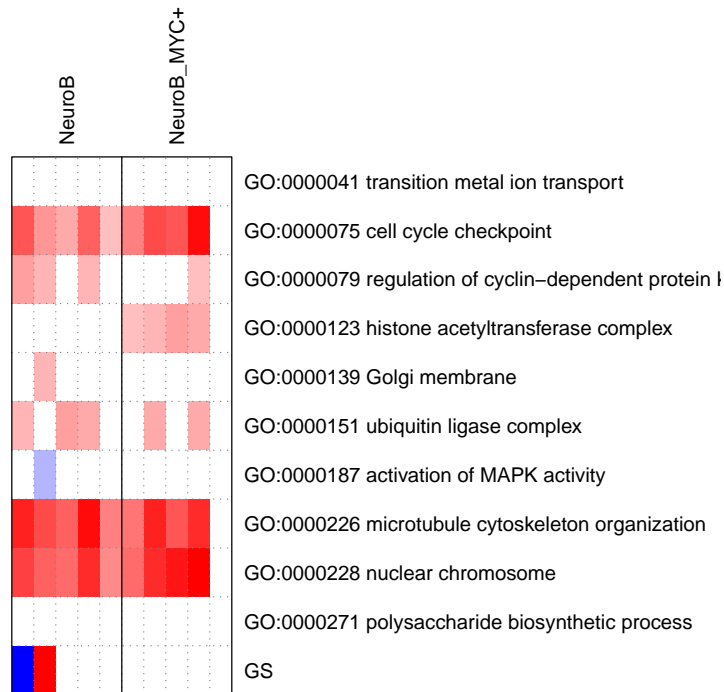 NeuroB
NeuroB_MYC+
GO:0000041 transition metal ion transport
GO:0000075 cell cycle checkpoint
GO:0000079 regulation of cyclin−dependent protein
GO:0000123 histone acetyltransferase complex
GO:0000139 Golgi membrane
GO:0000151 ubiquitin ligase complex
GO:0000187 activation of MAPK activity
GO:0000226 microtubule cytoskeleton organization
GO:0000228 nuclear chromosome
GO:0000271 polysaccharide biosynthetic process
GS